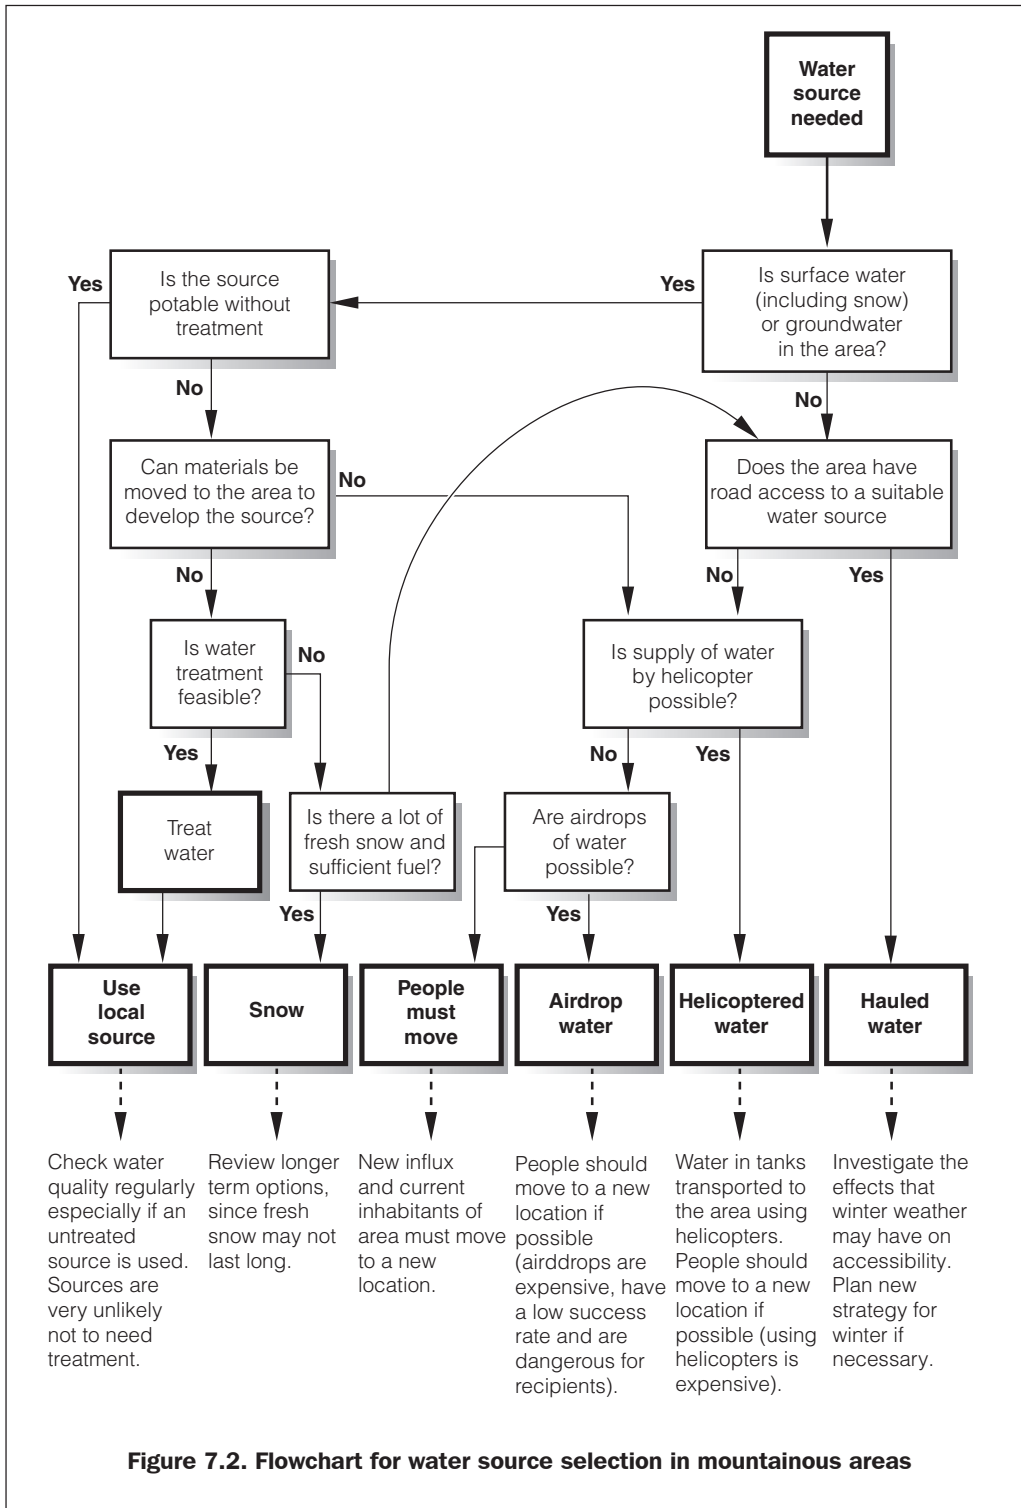 Water
source
needed
Is surface water
(including snow)
or groundwater
in the area?
Yes
No
Is the source
potable without
treatment
Yes
No
Can materials be
moved to the area to
develop the source?
No
No
Does the area have
road access to a suitable
water source
No
Yes
Is water
treatment
feasible?
No
Yes
Is supply of water
by helicopter
possible?
No
Yes
Treat
water
Is there a lot of
fresh snow and
sufficient fuel?
Yes
Are airdrops
of water
possible?
Yes
Use
local
source
Snow
People
must
move
Airdrop
water
Helicoptered
water
Hauled
water
Check water
quality regularly
especially if an
untreated
source is used.
Sources are
very unlikely
not to need
treatment.
Review longer
term options,
since fresh
snow may not
last long.
New influx
and current
inhabitants of
area must move
to a new
location.
People should
move to a new
location if
possible
(airddrops are
expensive, have
a low success
rate and are
dangerous for
recipients).
Water in tanks
transported to
the area using
helicopters.
People should
move to a new
location if
possible (using
helicopters is
expensive).
Investigate the
effects that
winter weather
may have on
accessibility.
Plan new
strategy for
winter if
necessary.
Figure 7.2. Flowchart for water source selection in mountainous areas